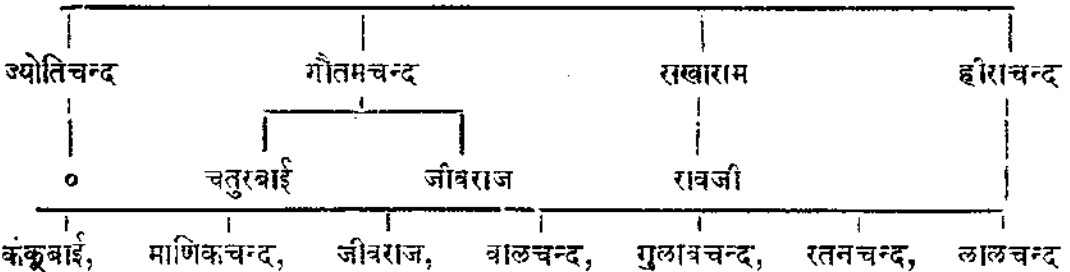 ज्योतिचन्द गौतमचन्द सखाराम हीराचन्द
० चतुरबाई जीवराज रावजी
कंकूबाई, माणिकचन्द, जीवराज, वालचन्द, गुलाबचन्द, रतनचन्द, लालचन्द